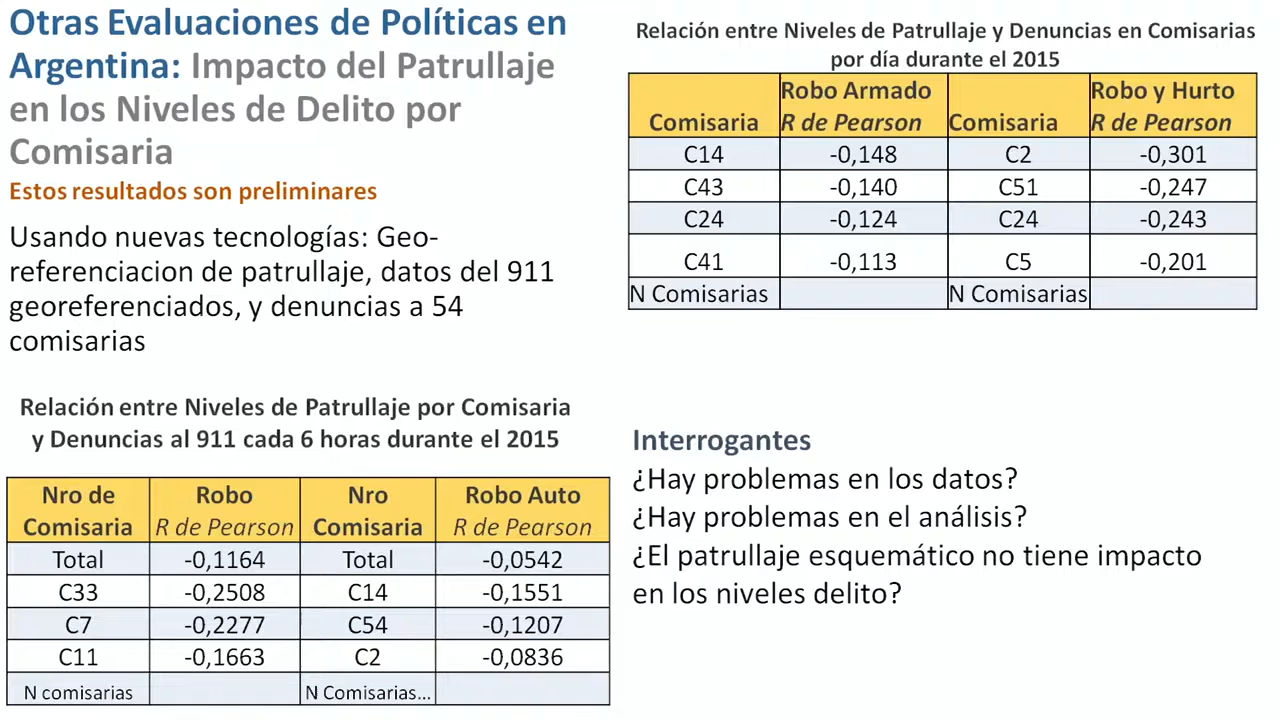 Otras Evaluaciones de Políticas en
Argentina: Impacto del Patrullaje
en los Niveles de Delito por
Comisaria
Estos resultados son preliminares
Usando nuevas tecnologías: Geo-
referenciacion de patrullaje, datos del 911
georeferenciados, y denuncias a 54
comisarias
Relación entre Niveles de Patrullaje por Comisaria
y Denuncias al 911 cada 6 horas durante el 2015
Nro de Comisaria Robo R de Pearson Nro Comisaria Robo Auto R de Pearson
Total -0,1164 Total -0,0542
C33 -0,2508 C14 -0,1551
C7 -0,2277 C54 -0,1207
C11 -0,1663 C2 -0,0836
N comisarias N Comisarias...
Relación entre Niveles de Patrullaje y Denuncias en Comisarias
por día durante el 2015
Comisaria Robo Armado R de Pearson Comisaria Robo y Hurto R de Pearson
C14 -0,148 C2 -0,301
C43 -0,140 C51 -0,247
C24 -0,124 C24 -0,243
C41 -0,113 C5 -0,201
N Comisarias N Comisarias
Interrogantes
¿Hay problemas en los datos?
¿Hay problemas en el análisis?
¿El patrullaje esquemático no tiene impacto
en los niveles delito?